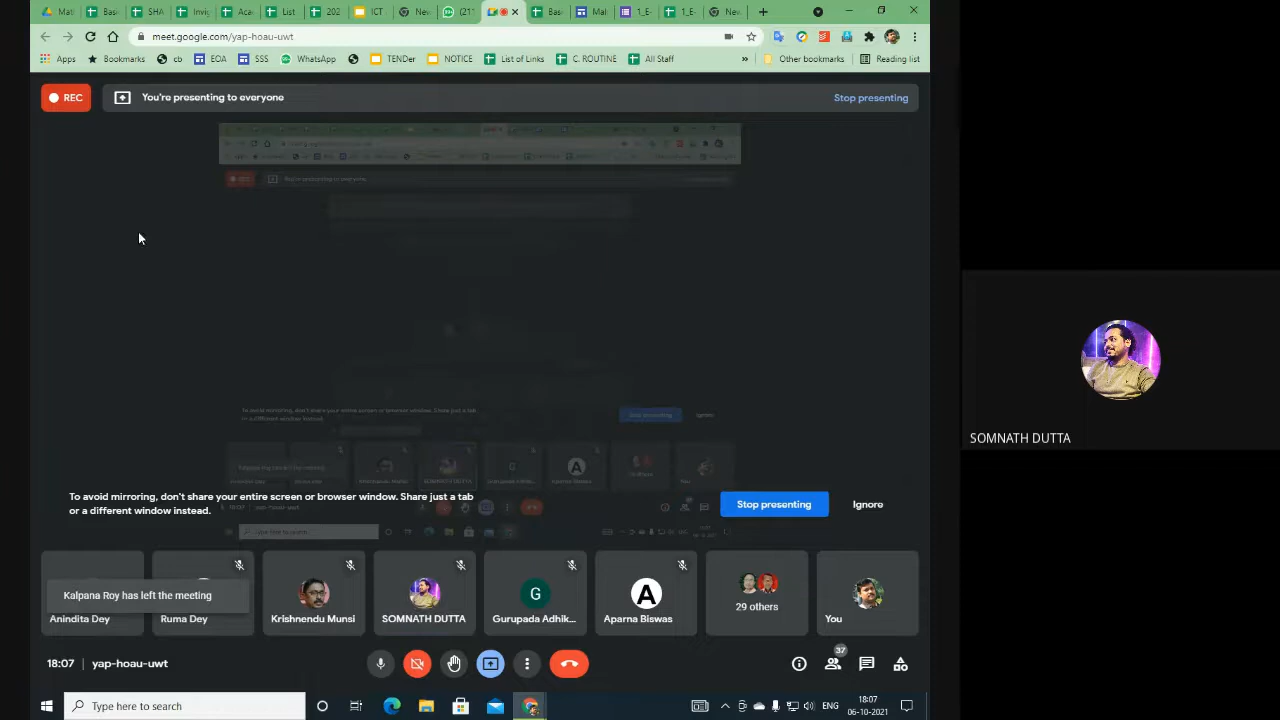 Mat
Basi
SHA
Invig
Aca
List
202
ICT
Nev
(211
Basi
Mal
1_E-
1_E-
Nev
meet.google.com/yap-hoau-uwt
Apps
Bookmarks
cb
EOA
SSS
WhatsApp
TENDer
NOTICE
List of Links
C. ROUTINE
All Staff
»
Other bookmarks
Reading list
REC
You're presenting to everyone
Stop presenting
To avoid mirroring, don't share your entire screen or browser window. Share just a tab
or a different window instead.
Stop presenting
Ignore
Kalpana Roy has left the meeting
Anindita Dey
Ruma Dey
Krishnendu Munsi
SOMNATH DUTTA
G
Gurupada Adhik...
A
Aparna Biswas
29 others
You
18:07 | yap-hoau-uwt
37
Type here to search
ENG
18:07
06-10-2021
SOMNATH DUTTA